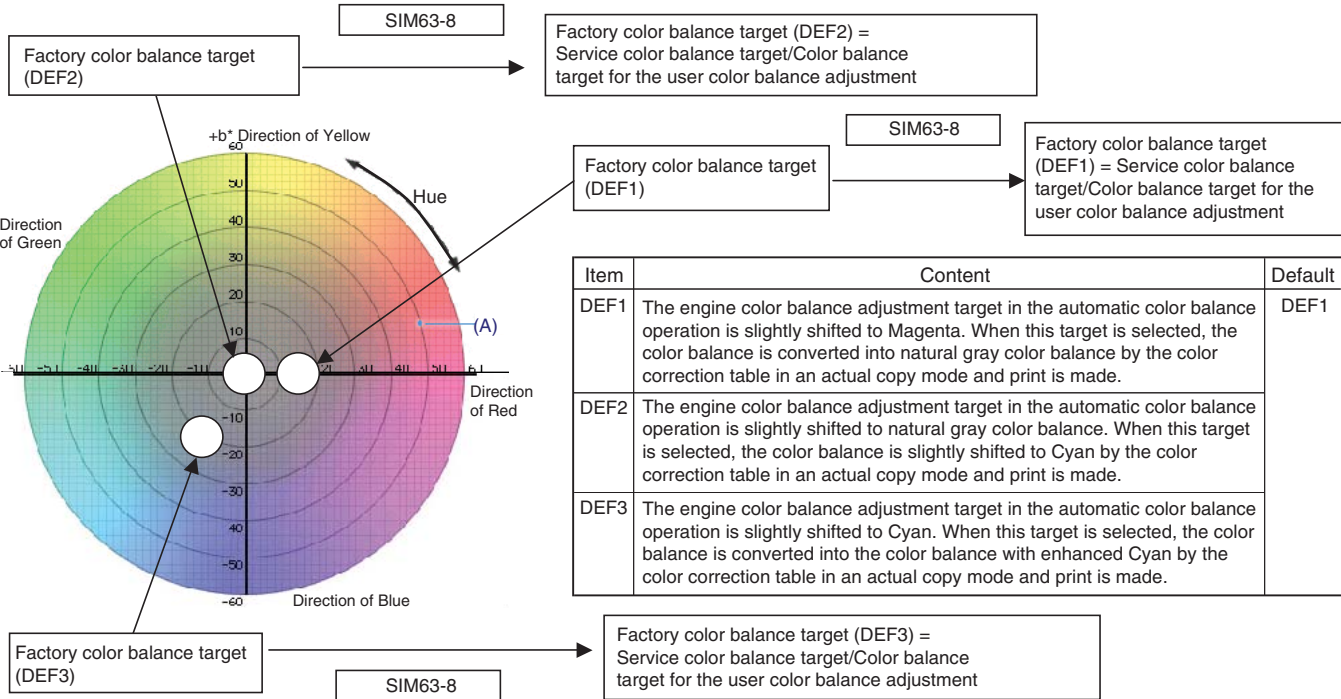 SIM63-8
Factory color balance target
(DEF2)
Factory color balance target (DEF2) =
Service color balance target/Color balance
target for the user color balance adjustment
SIM63-8
Factory color balance target
(DEF1)
Factory color balance target
(DEF1) = Service color balance
target/Color balance target for the
user color balance adjustment
+b* Direction of Yellow
60
50
40
30
20
10
Hue
Direction
of Green
(A)
-40
-30
-20
-10
20
30
40
50
60
Direction
of Red
-10
-20
-30
-40
-50
-60
Direction of Blue
Item Content Default
DEF1 The engine color balance adjustment target in the automatic color balance DEF1
operation is slightly shifted to Magenta. When this target is selected, the
color balance is converted into natural gray color balance by the color
correction table in an actual copy mode and print is made.
DEF2 The engine color balance adjustment target in the automatic color balance
operation is slightly shifted to natural gray color balance. When this target
is selected, the color balance is slightly shifted to Cyan by the color
correction table in an actual copy mode and print is made.
DEF3 The engine color balance adjustment target in the automatic color balance
operation is slightly shifted to Cyan. When this target is selected, the color
balance is converted into the color balance with enhanced Cyan by the
color correction table in an actual copy mode and print is made.
Factory color balance target
(DEF3)
SIM63-8
Factory color balance target (DEF3) =
Service color balance target/Color balance
target for the user color balance adjustment